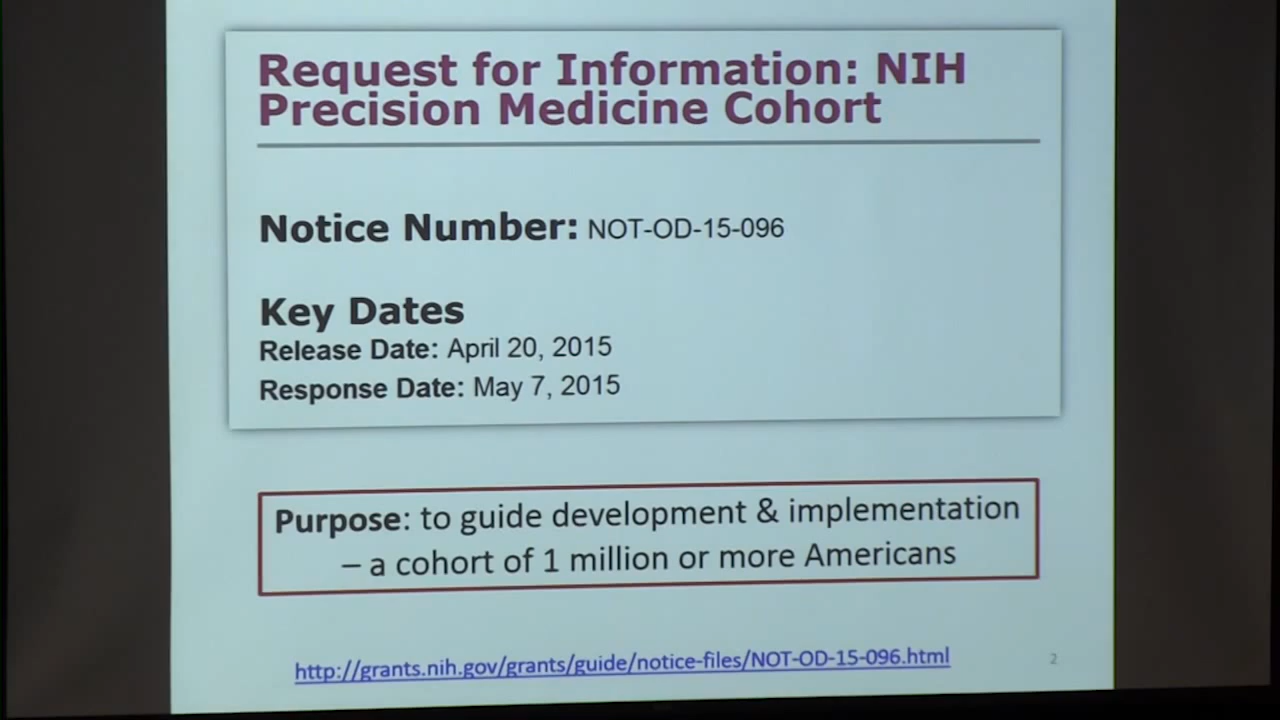 Request for Information: NIH
Precision Medicine Cohort
Notice Number: NOT-OD-15-096
Key Dates
Release Date: April 20, 2015
Response Date: May 7, 2015
Purpose: to guide development & implementation
– a cohort of 1 million or more Americans
http://grants.nih.gov/grants/guide/notice-files/NOT-OD-15-096.html
2